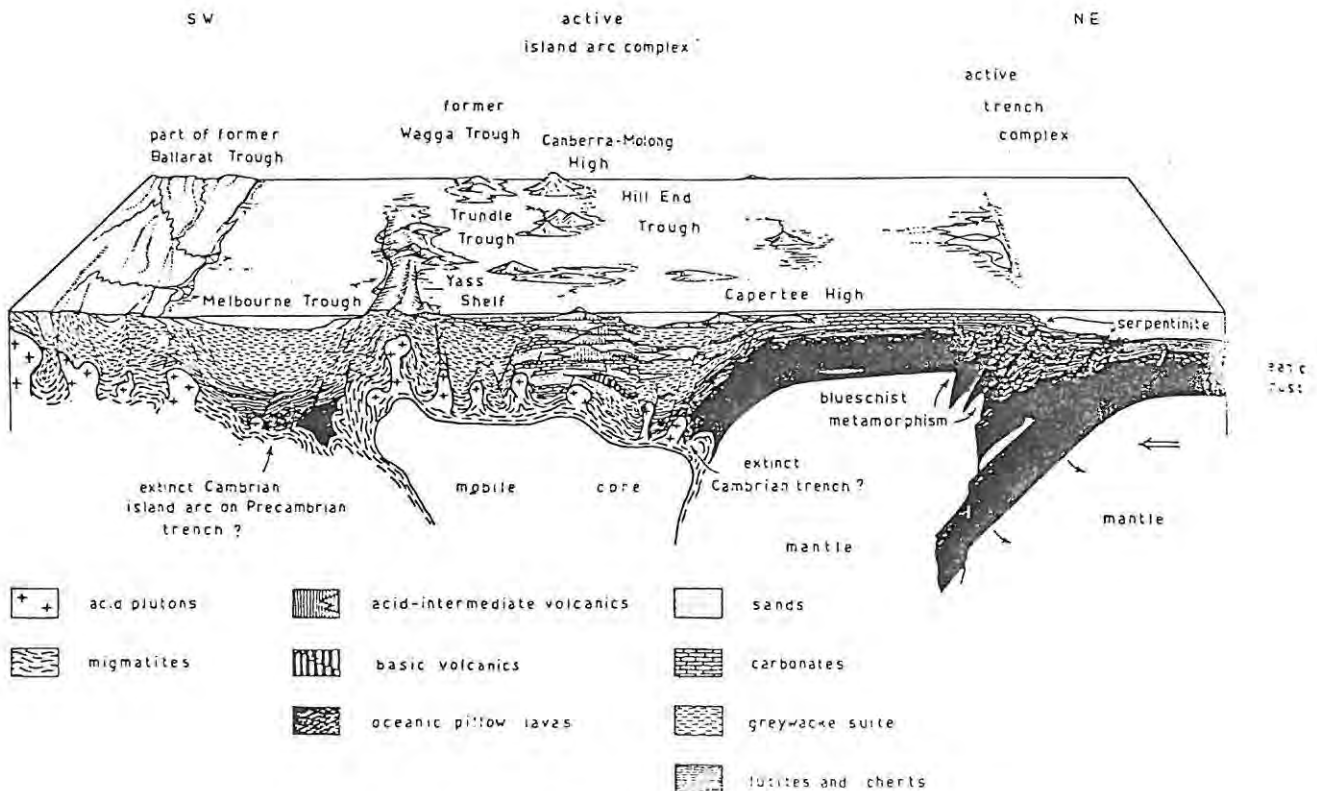 SW
active
island arc complex
NE
active
trench
complex
former
Wagga Trough
Canberra-Molong
High
part of former
Ballarat Trough
Hill End
Trough
Trundle
Trough
Yass
Shelf
Melbourne Trough
Capertee High
serpentinite
blueschist
metamorphism
extinct
Cambrian trench ?
extinct Cambrian
island arc on Precambrian
trench ?
mobile core
mantle
mantle
acid plutons
acid-intermediate volcanics
sands
migmatites
basic volcanics
carbonates
oceanic pillow lavas
greywacke suite
lutites and cherts